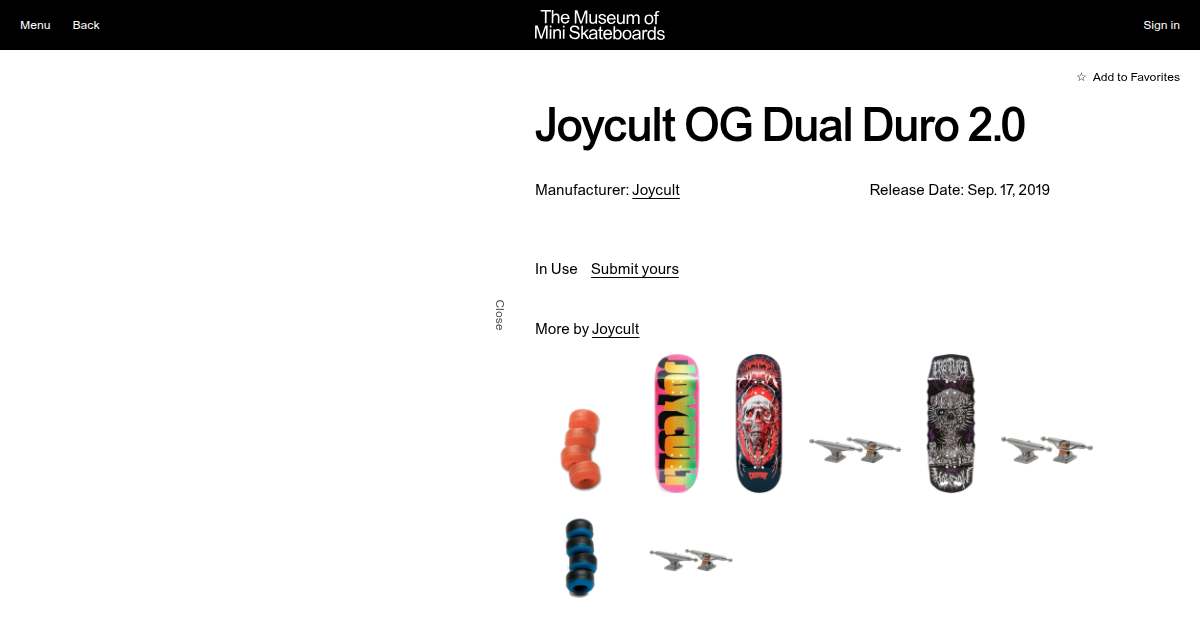 Menu
Back
The Museum of
Mini Skateboards
Sign in
☆ Add to Favorites
Joycult OG Dual Duro 2.0
Manufacturer: Joycult
Release Date: Sep. 17, 2019
In Use
Submit yours
Close
More by Joycult
JOYCULT